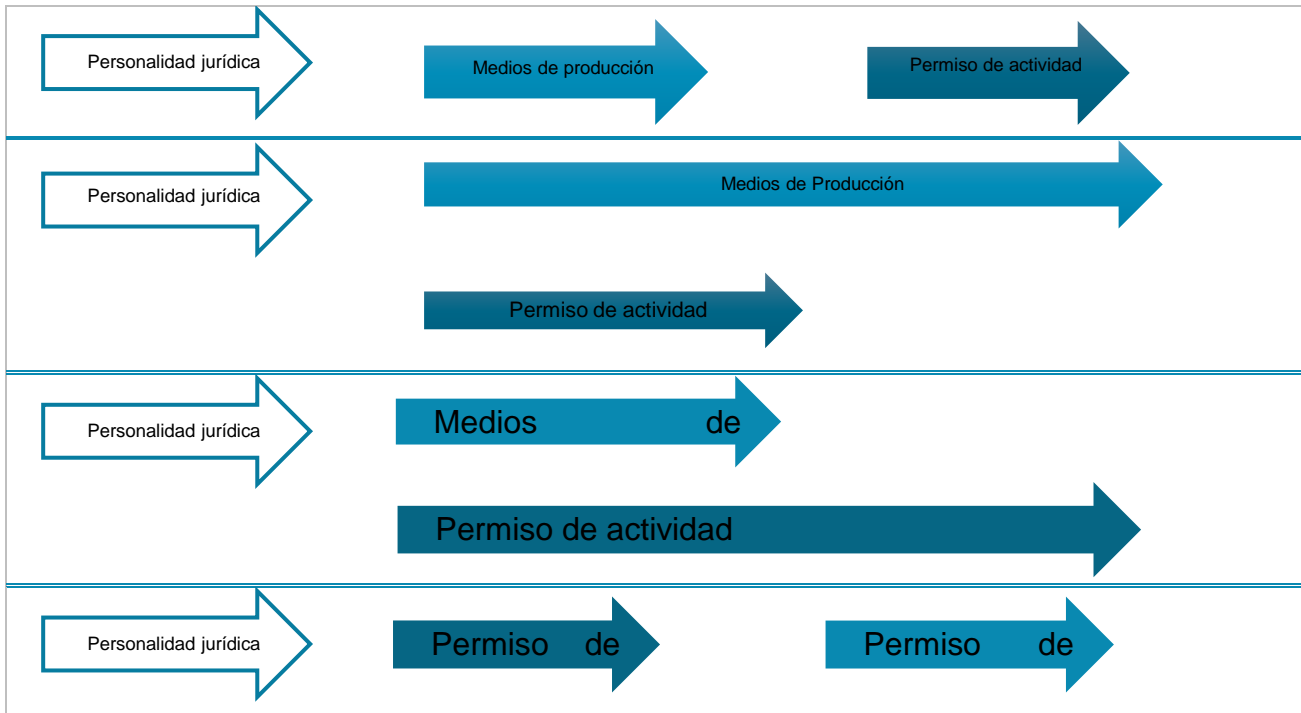 Personalidad jurídica
Medios de producción
Permiso de actividad
Personalidad jurídica
Medios de Producción
Permiso de actividad
Personalidad jurídica
Medios de
Permiso de actividad
Personalidad jurídica
Permiso de
Permiso de